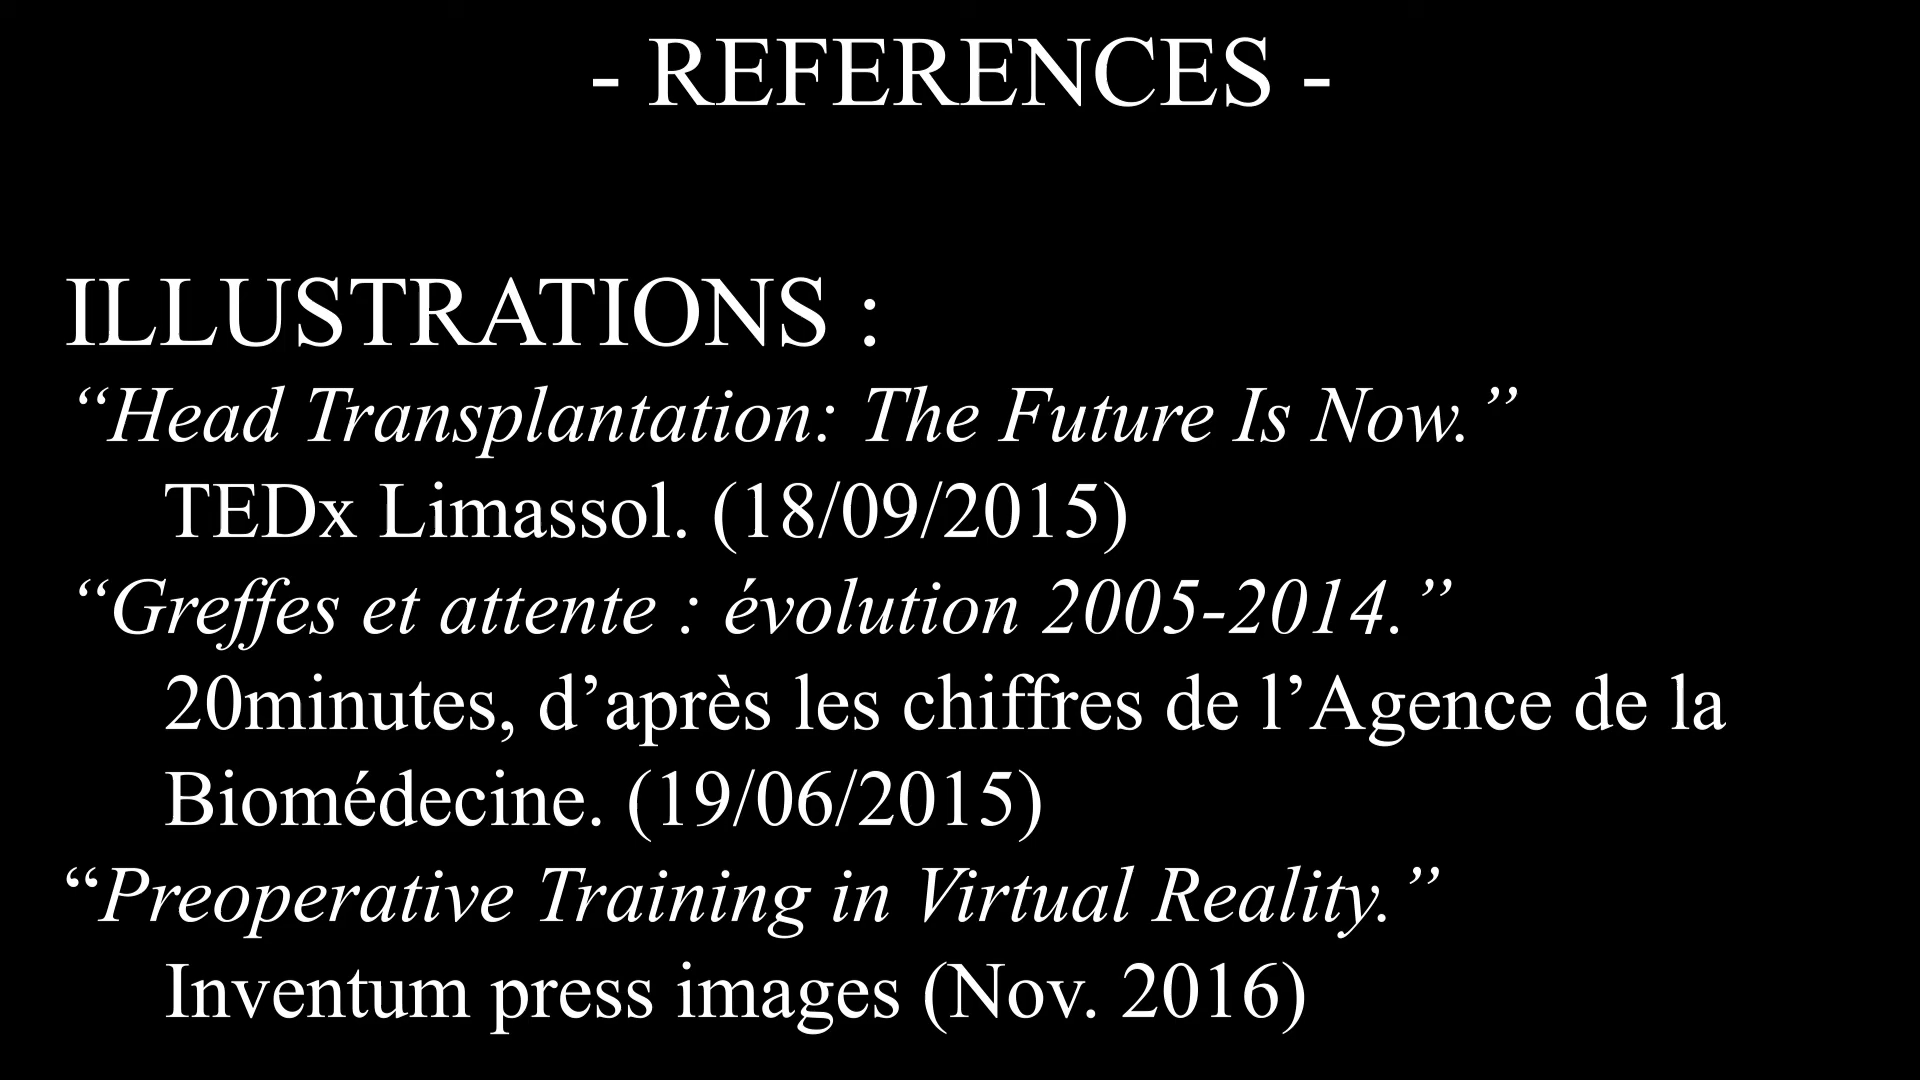 - REFERENCES -
ILLUSTRATIONS :
“Head Transplantation: The Future Is Now.”
TEDx Limassol. (18/09/2015)
“Greffes et attente : évolution 2005-2014.”
20minutes, d’après les chiffres de l’Agence de la
Biomédecine. (19/06/2015)
“Preoperative Training in Virtual Reality.”
Inventum press images (Nov. 2016)